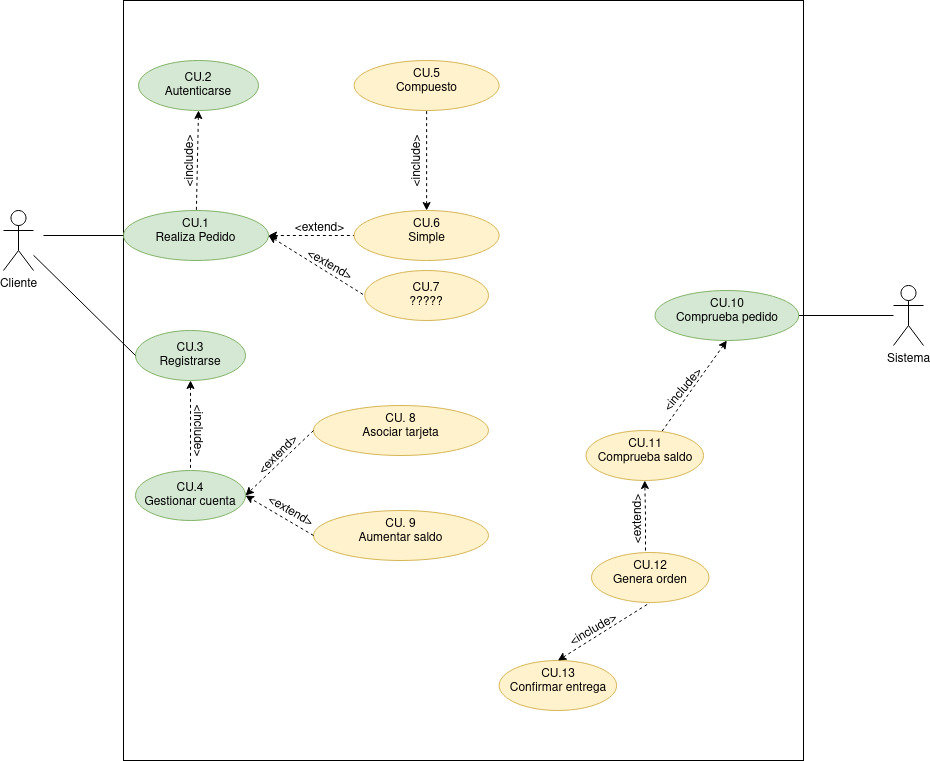 CU.2
Autenticarse
CU.5
Compuesto
<include>
<include>
CU.1
Realiza Pedido
<extend>
CU.6
Simple
<extend>
CU.7
?????
Cliente
CU.10
Comprueba pedido
Sistema
CU.3
Registrarse
<include>
<include>
CU. 8
Asociar tarjeta
<extend>
CU.11
Comprueba saldo
CU.4
Gestionar cuenta
<extend>
CU. 9
Aumentar saldo
<extend>
CU.12
Genera orden
<include>
CU.13
Confirmar entrega